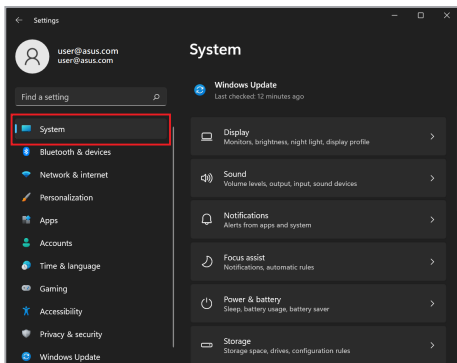 Settings
user@asus.com
user@asus.com
Find a setting
System
Bluetooth & devices
Network & internet
Personalization
Apps
Accounts
Time & language
Gaming
Accessibility
Privacy & security
Windows Update
System
Windows Update
Last checked: 12 minutes ago
Display
Monitors, brightness, night light, display profile
Sound
Volume levels, output, input, sound devices
Notifications
Alerts from apps and system
Focus assist
Notifications, automatic rules
Power & battery
Sleep, battery usage, battery saver
Storage
Storage space, drives, configuration rules